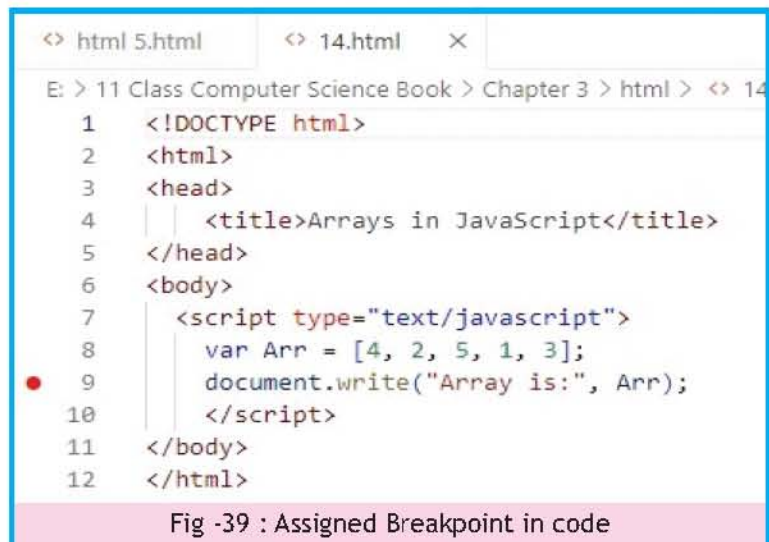 <> html 5.html <> 14.html ×
E: > 11 Class Computer Science Book > Chapter 3 > html > <> 14
1 <!DOCTYPE html>
2 <html>
3 <head>
4 <title>Arrays in JavaScript</title>
5 </head>
6 <body>
7 <script type="text/javascript">
8 var Arr = [4, 2, 5, 1, 3];
9 document.write("Array is:", Arr);
10 </script>
11 </body>
12 </html>
Fig -39 : Assigned Breakpoint in code